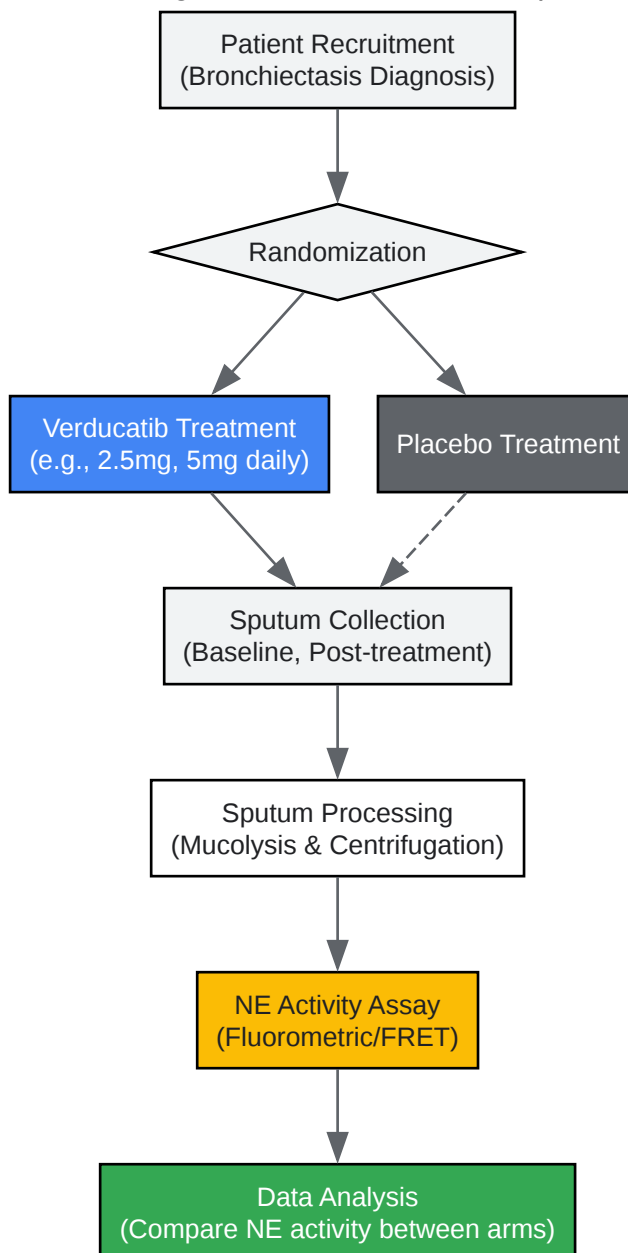 Patient Recruitment
(Bronchiectasis Diagnosis)
Randomization
Verducatib Treatment
(e.g., 2.5mg, 5mg daily)
Placebo Treatment
Sputum Collection
(Baseline, Post-treatment)
Sputum Processing
(Mucolysis & Centrifugation)
NE Activity Assay
(Fluorometric/FRET)
Data Analysis
(Compare NE activity between arms)